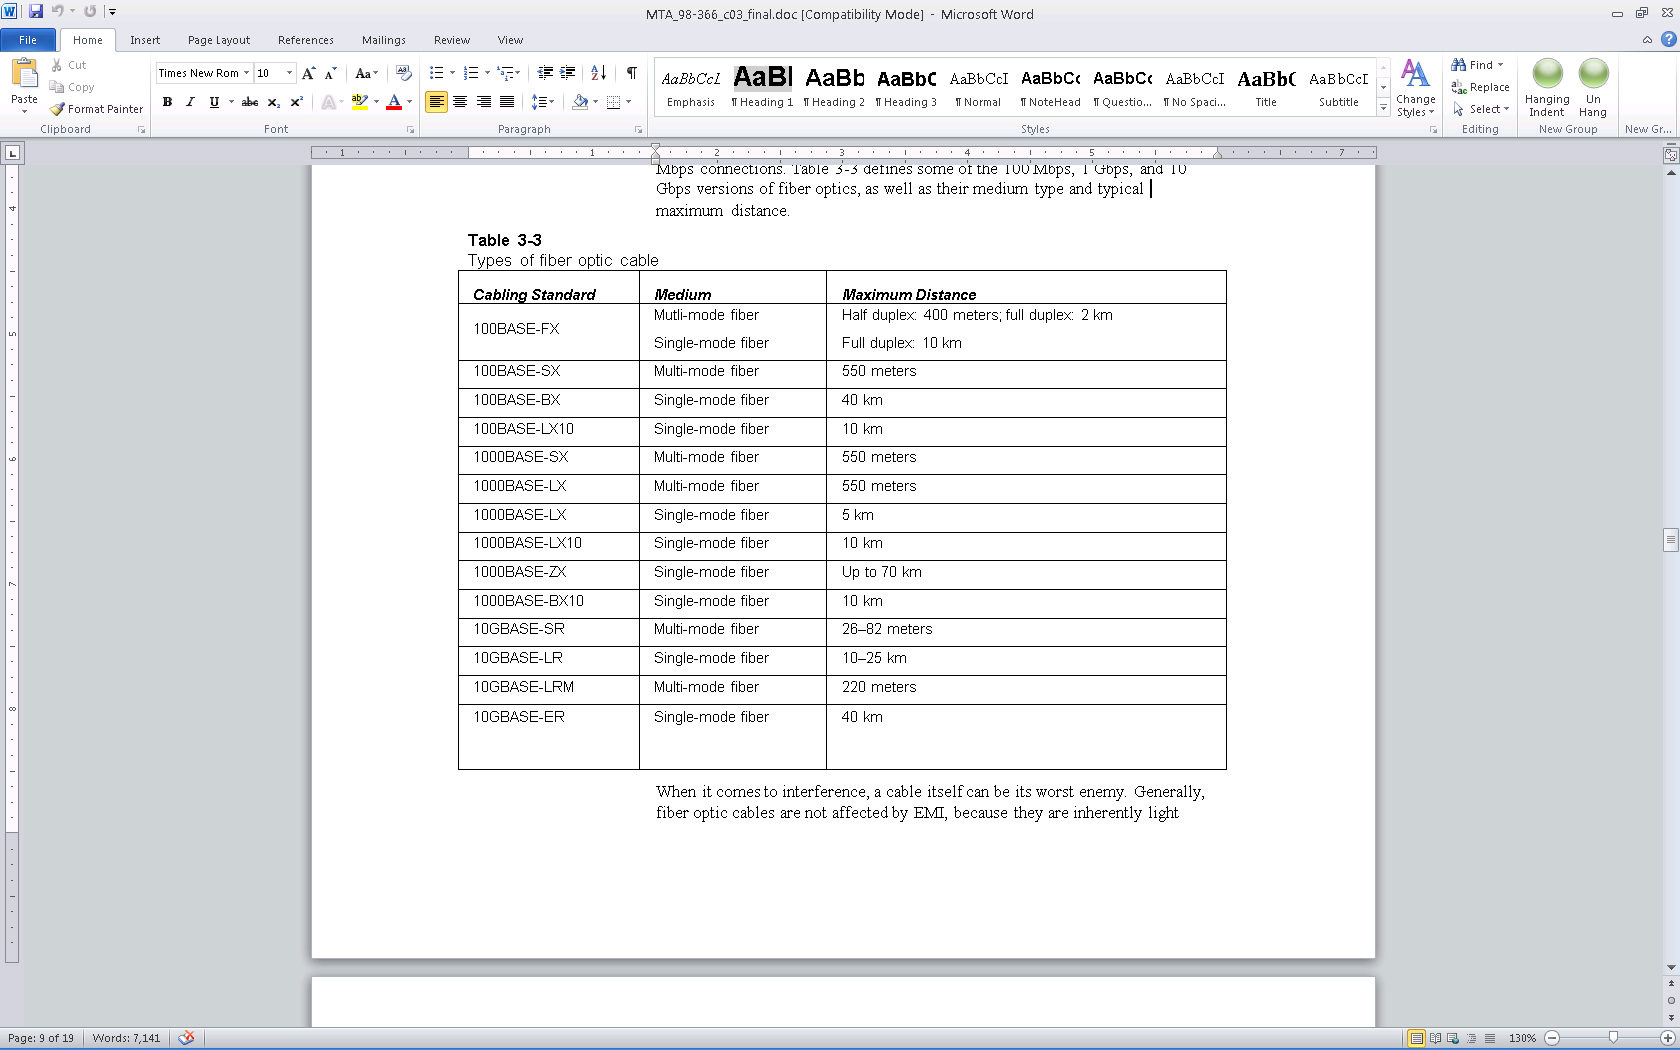 MTA_98-366_c03_final.doc [Compatibility Mode] - Microsoft Word
File Home Insert Page Layout References Mailings Review View
Paste
Cut
Copy
Format Painter
Clipboard
Times New Rom 10
Font
Paragraph
AaBbCcI AaBl AaBb AaBbC AaBbCcI AaBbCc AaBbCc AaBbCcI AaBbC AaBbCcI
Emphasis ¶ Heading 1 ¶ Heading 2 ¶ Heading 3 ¶ Normal ¶ NoteHead ¶ Questio... ¶ No Spaci... Title Subtitle
Styles
Change Styles
Find
Replace
Select
Editing
Hanging Indent
Un Hang
New Group
New Gr...
1 1 2 3 4 5 7
4
5
6
7
8
Mbps connections. Table 3-3 defines some of the 100 Mbps, 1 Gbps, and 10
Gbps versions of fiber optics, as well as their medium type and typical
maximum distance.
Table 3-3
Types of fiber optic cable
Cabling Standard Medium Maximum Distance
100BASE-FX
Mutli-mode fiber Half duplex: 400 meters; full duplex: 2 km
Single-mode fiber Full duplex: 10 km
100BASE-SX Multi-mode fiber 550 meters
100BASE-BX Single-mode fiber 40 km
100BASE-LX10 Single-mode fiber 10 km
1000BASE-SX Multi-mode fiber 550 meters
1000BASE-LX Multi-mode fiber 550 meters
1000BASE-LX Single-mode fiber 5 km
1000BASE-LX10 Single-mode fiber 10 km
1000BASE-ZX Single-mode fiber Up to 70 km
1000BASE-BX10 Single-mode fiber 10 km
10GBASE-SR Multi-mode fiber 26–82 meters
10GBASE-LR Single-mode fiber 10–25 km
10GBASE-LRM Multi-mode fiber 220 meters
10GBASE-ER Single-mode fiber 40 km
When it comes to interference, a cable itself can be its worst enemy. Generally,
fiber optic cables are not affected by EMI, because they are inherently light
Page: 9 of 19 Words: 7,141 130%